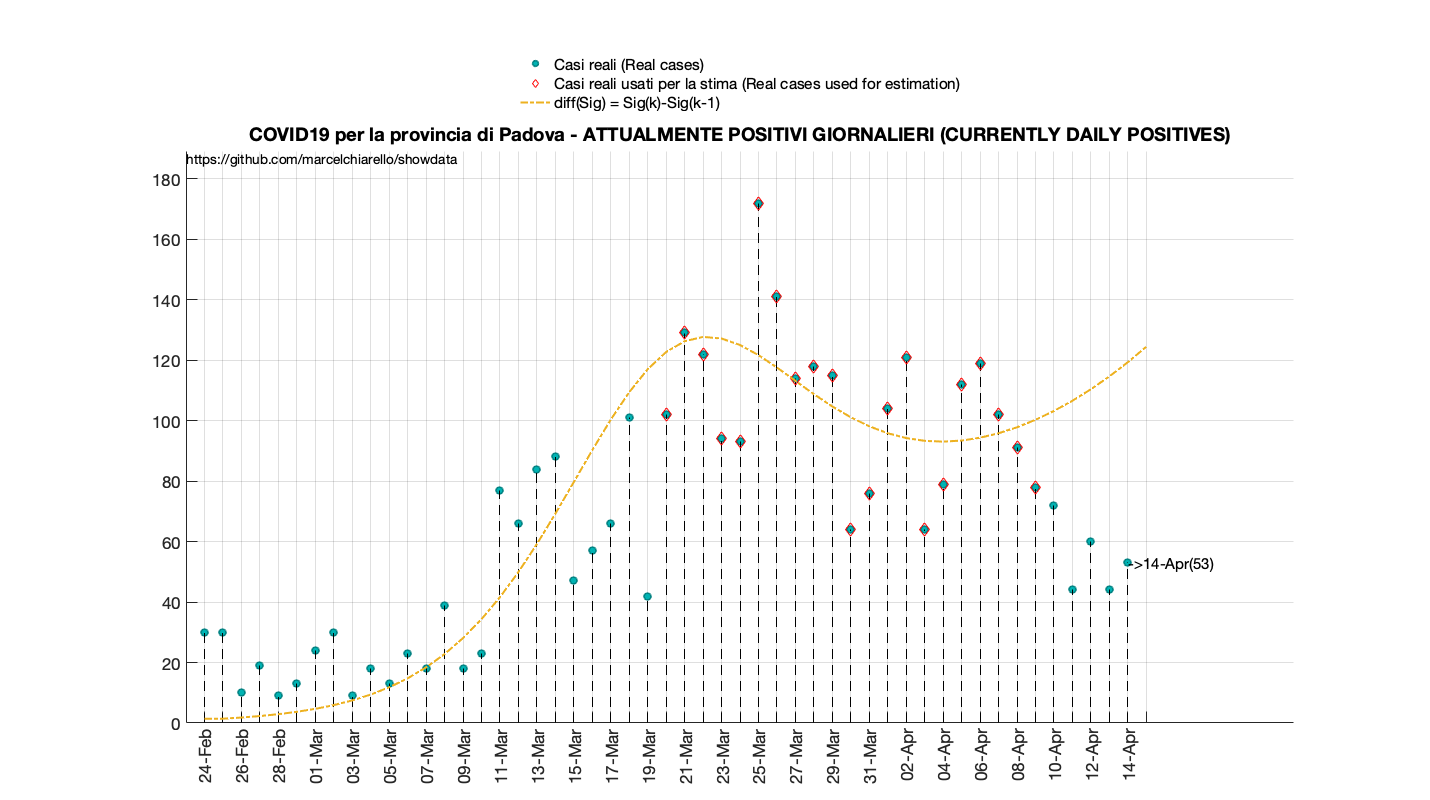 Casi reali (Real cases)
Casi reali usati per la stima (Real cases used for estimation)
diff(Sig) = Sig(k)-Sig(k-1)
COVID19 per la provincia di Padova - ATTUALMENTE POSITIVI GIORNALIERI (CURRENTLY DAILY POSITIVES)
https://github.com/marcelchiarello/showdata
180
160
140
120
100
80
60
40
20
0
->14-Apr(53)
24-Feb
26-Feb
28-Feb
01-Mar
03-Mar
05-Mar
07-Mar
09-Mar
11-Mar
13-Mar
15-Mar
17-Mar
19-Mar
21-Mar
23-Mar
25-Mar
27-Mar
29-Mar
31-Mar
02-Apr
04-Apr
06-Apr
08-Apr
10-Apr
12-Apr
14-Apr